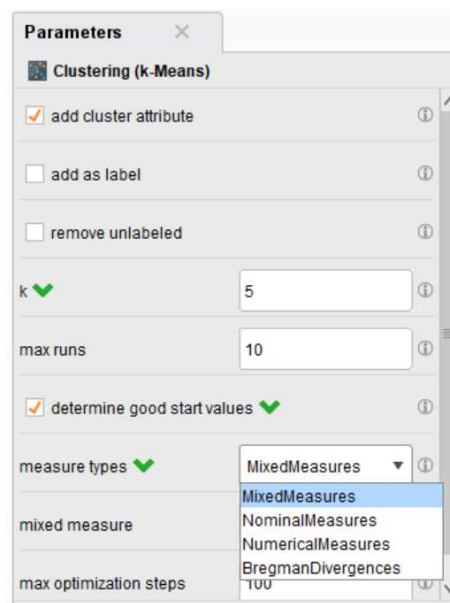 Parameters
Clustering (k-Means)
add cluster attribute
add as label
remove unlabeled
k
5
max runs
10
determine good start values
measure types
MixedMeasures
MixedMeasures
NominalMeasures
NumericalMeasures
BregmanDivergences
mixed measure
max optimization steps
100